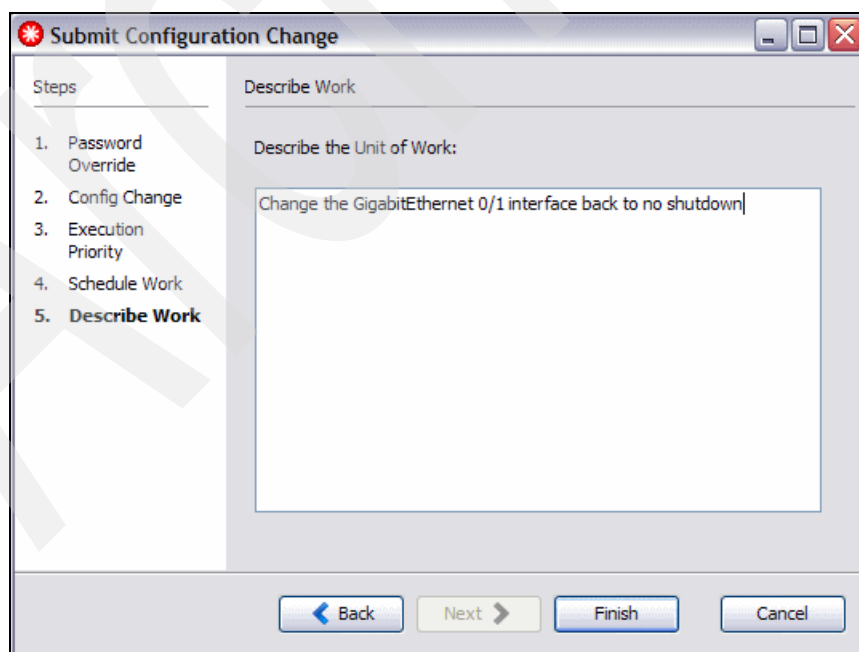 Submit Configuration Change
Steps
1. Password
Override
2. Config Change
3. Execution
Priority
4. Schedule Work
5. Describe Work
Describe Work
Describe the Unit of Work:
Change the GigabitEthernet 0/1 interface back to no shutdown
Back
Next
Finish
Cancel